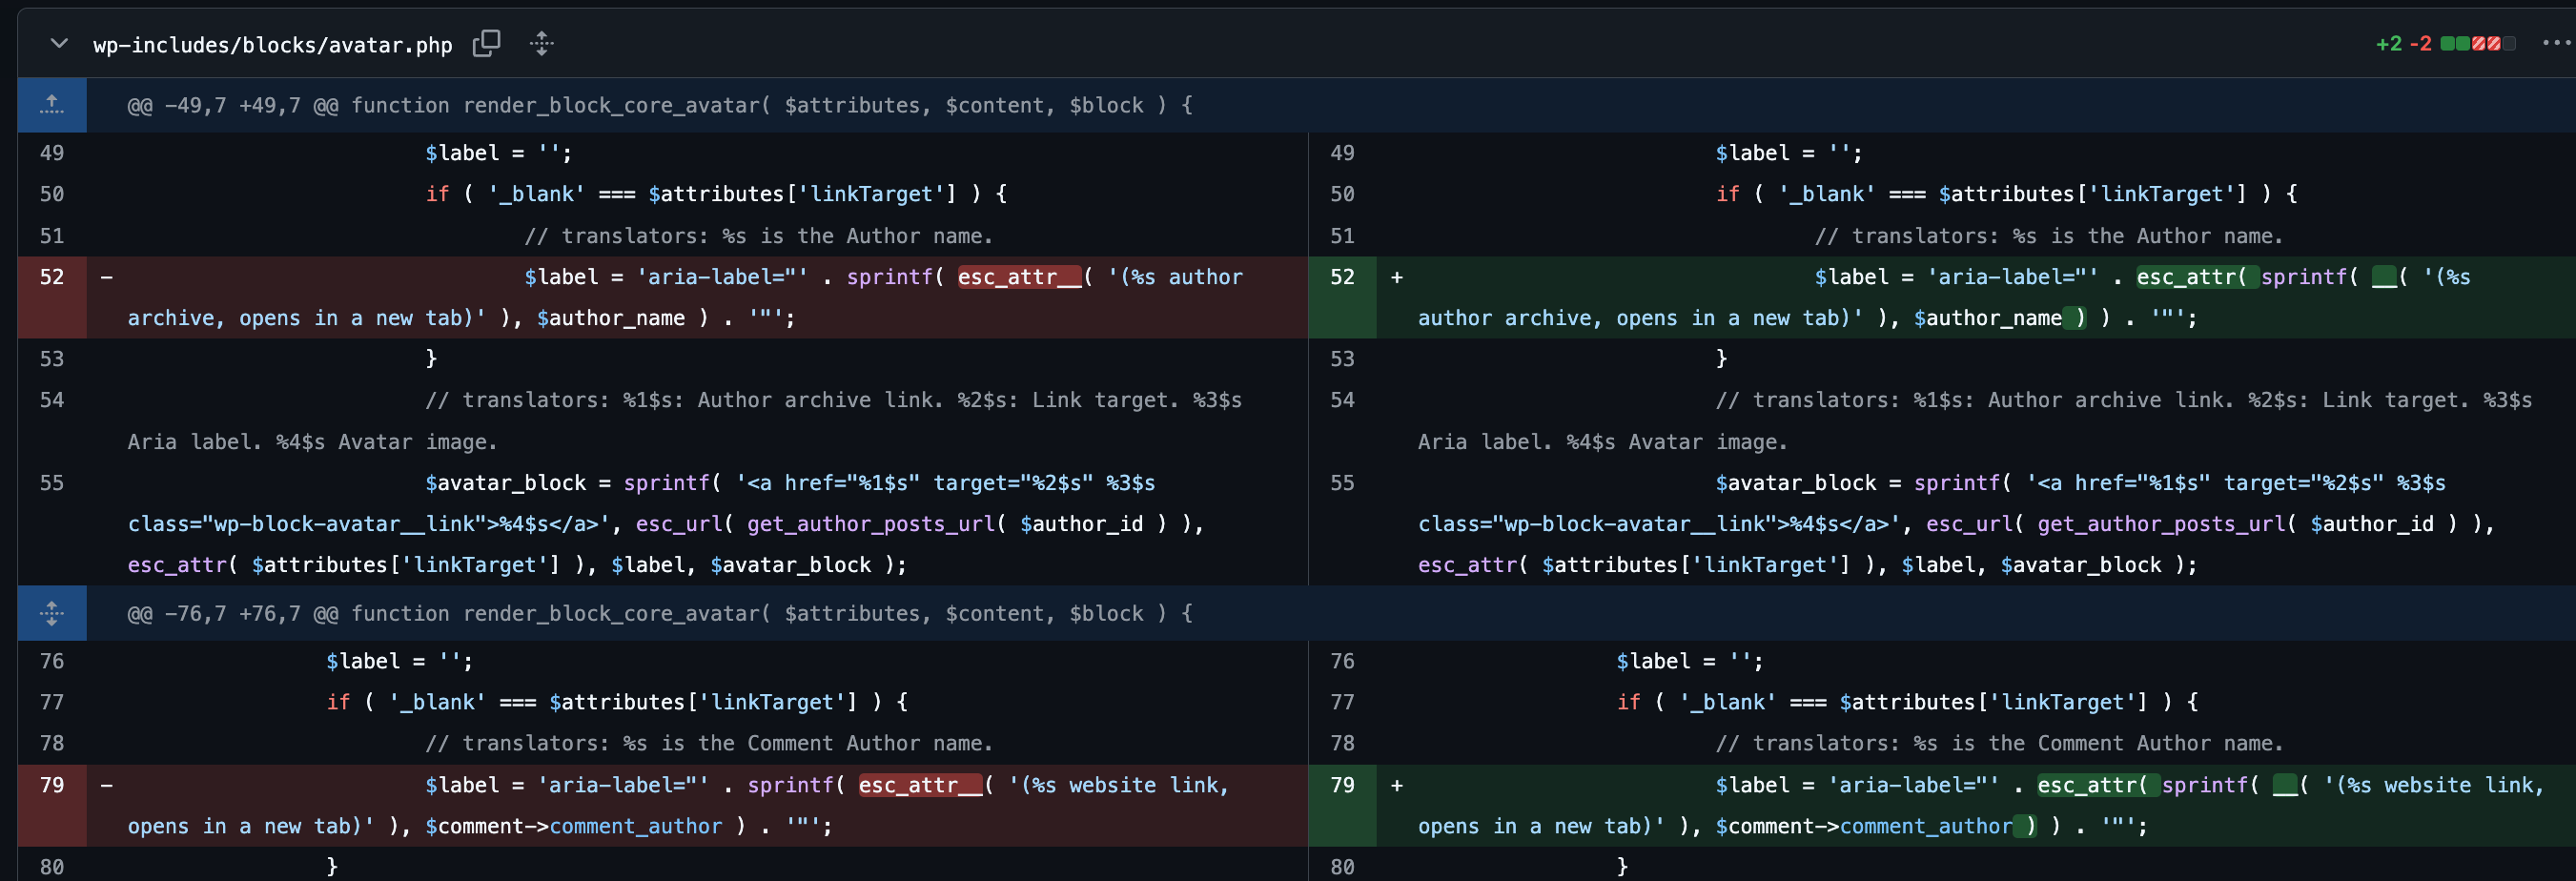 wp-includes/blocks/avatar.php
+2 -2
@@ -49,7 +49,7 @@ function render_block_core_avatar( $attributes, $content, $block ) {
49 $label = '';
50 if ( '_blank' === $attributes['linkTarget'] ) {
51 // translators: %s is the Author name.
52 - $label = 'aria-label="' . sprintf( esc_attr__( '(%s author
archive, opens in a new tab)' ), $author_name ) . '"';
53 }
54 // translators: %1$s: Author archive link. %2$s: Link target. %3$s
Aria label. %4$s Avatar image.
55 $avatar_block = sprintf( '<a href="%1$s" target="%2$s" %3$s
class="wp-block-avatar__link">%4$s</a>', esc_url( get_author_posts_url( $author_id ) ),
esc_attr( $attributes['linkTarget'] ), $label, $avatar_block );
49 $label = '';
50 if ( '_blank' === $attributes['linkTarget'] ) {
51 // translators: %s is the Author name.
52 + $label = 'aria-label="' . esc_attr( sprintf( __( '(%s
author archive, opens in a new tab)' ), $author_name ) ) . '"';
53 }
54 // translators: %1$s: Author archive link. %2$s: Link target. %3$s
Aria label. %4$s Avatar image.
55 $avatar_block = sprintf( '<a href="%1$s" target="%2$s" %3$s
class="wp-block-avatar__link">%4$s</a>', esc_url( get_author_posts_url( $author_id ) ),
esc_attr( $attributes['linkTarget'] ), $label, $avatar_block );
@@ -76,7 +76,7 @@ function render_block_core_avatar( $attributes, $content, $block ) {
76 $label = '';
77 if ( '_blank' === $attributes['linkTarget'] ) {
78 // translators: %s is the Comment Author name.
79 - $label = 'aria-label="' . sprintf( esc_attr__( '(%s website link,
opens in a new tab)' ), $comment->comment_author ) . '"';
80 }
76 $label = '';
77 if ( '_blank' === $attributes['linkTarget'] ) {
78 // translators: %s is the Comment Author name.
79 + $label = 'aria-label="' . esc_attr( sprintf( __( '(%s website link,
opens in a new tab)' ), $comment->comment_author ) ) . '"';
80 }